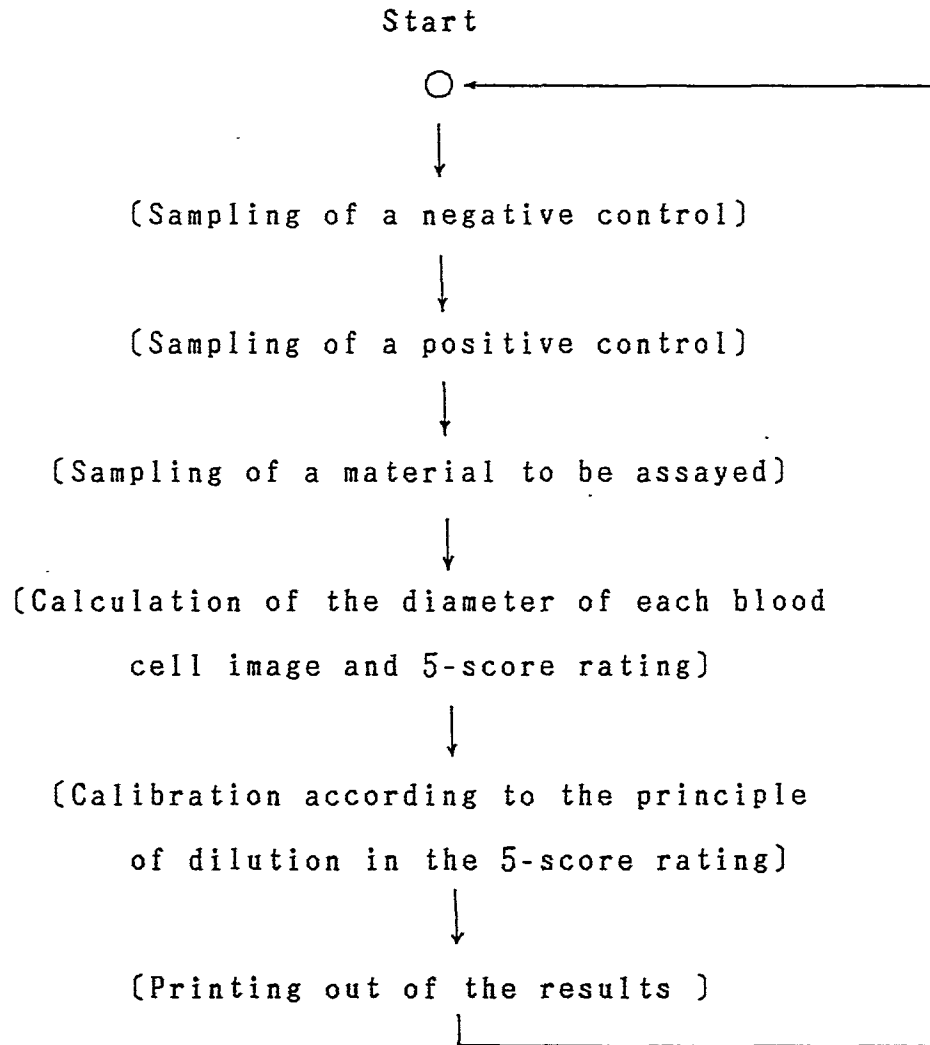 Start
(Sampling of a negative control)
(Sampling of a positive control)
(Sampling of a material to be assayed)
(Calculation of the diameter of each blood
cell image and 5-score rating)
(Calibration according to the principle
of dilution in the 5-score rating)
(Printing out of the results )